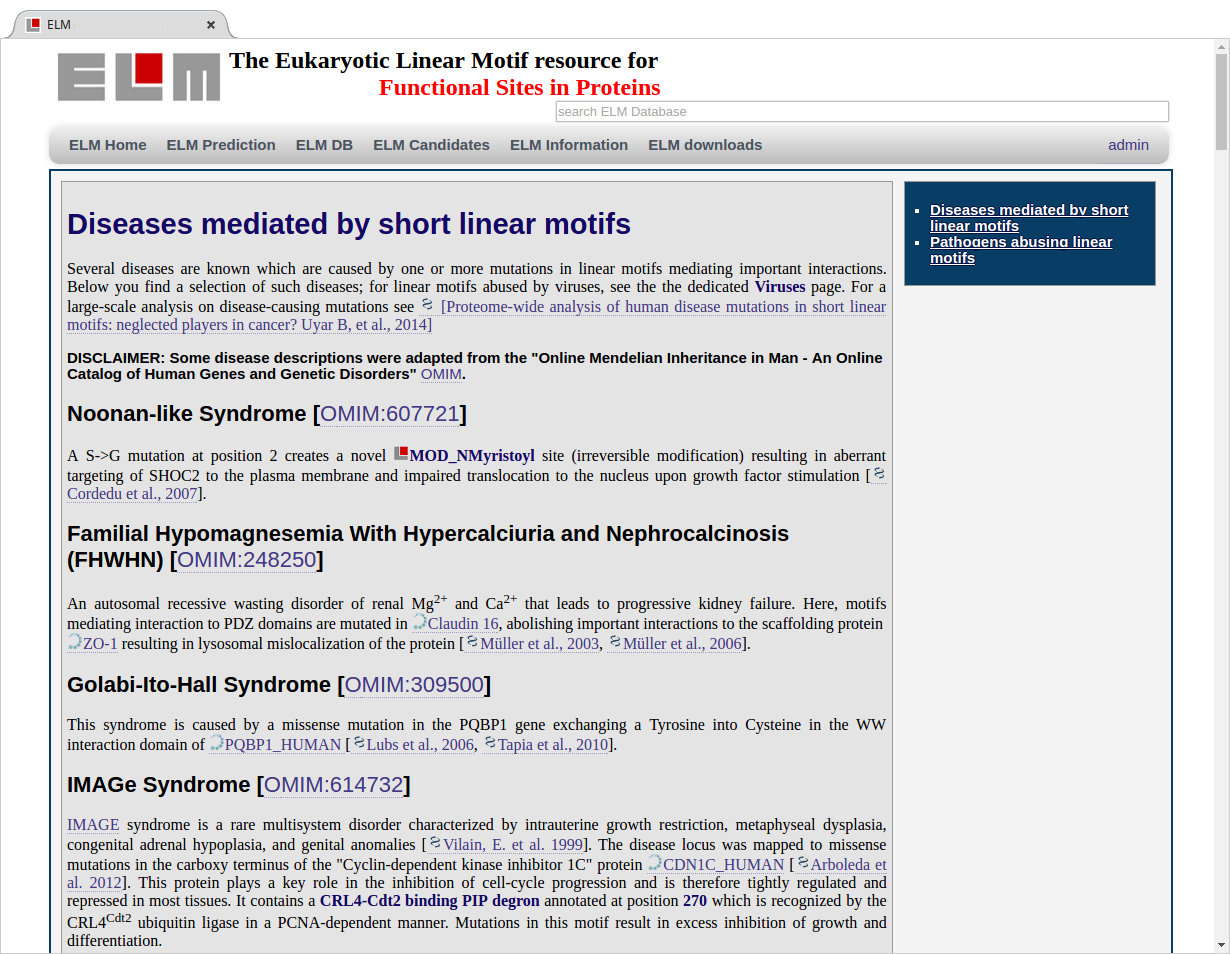 ELM
ELM
The Eukaryotic Linear Motif resource for
Functional Sites in Proteins
search ELM Database
ELM Home ELM Prediction ELM DB ELM Candidates ELM Information ELM downloads admin
Diseases mediated by short linear motifs
Several diseases are known which are caused by one or more mutations in linear motifs mediating important interactions.
Below you find a selection of such diseases; for linear motifs abused by viruses, see the the dedicated Viruses page. For a
large-scale analysis on disease-causing mutations see [Proteome-wide analysis of human disease mutations in short linear
motifs: neglected players in cancer? Uyar B, et al., 2014]
DISCLAIMER: Some disease descriptions were adapted from the "Online Mendelian Inheritance in Man - An Online
Catalog of Human Genes and Genetic Disorders" OMIM.
Noonan-like Syndrome [OMIM:607721]
A S->G mutation at position 2 creates a novel MOD_NMyristoyl site (irreversible modification) resulting in aberrant
targeting of SHOC2 to the plasma membrane and impaired translocation to the nucleus upon growth factor stimulation [
Cordedu et al., 2007].
Familial Hypomagnesemia With Hypercalciuria and Nephrocalcinosis
(FHWHN) [OMIM:248250]
An autosomal recessive wasting disorder of renal Mg2+ and Ca2+ that leads to progressive kidney failure. Here, motifs
mediating interaction to PDZ domains are mutated in Claudin 16, abolishing important interactions to the scaffolding protein
ZO-1 resulting in lysosomal mislocalization of the protein [Müller et al., 2003, Müller et al., 2006].
Golabi-Ito-Hall Syndrome [OMIM:309500]
This syndrome is caused by a missense mutation in the PQBP1 gene exchanging a Tyrosine into Cysteine in the WW
interaction domain of PQBP1_HUMAN [Lubs et al., 2006, Tapia et al., 2010].
IMAGe Syndrome [OMIM:614732]
IMAGE syndrome is a rare multisystem disorder characterized by intrauterine growth restriction, metaphyseal dysplasia,
congenital adrenal hypoplasia, and genital anomalies [Vilain, E. et al. 1999]. The disease locus was mapped to missense
mutations in the carboxy terminus of the "Cyclin-dependent kinase inhibitor 1C" protein CDN1C_HUMAN [Arboleda et
al. 2012]. This protein plays a key role in the inhibition of cell-cycle progression and is therefore tightly regulated and
repressed in most tissues. It contains a CRL4-Cdt2 binding PIP degron annotated at position 270 which is recognized by the
CRL4Cdt2 ubiquitin ligase in a PCNA-dependent manner. Mutations in this motif result in excess inhibition of growth and
differentiation.
Diseases mediated by short
linear motifs
Pathogens abusing linear
motifs